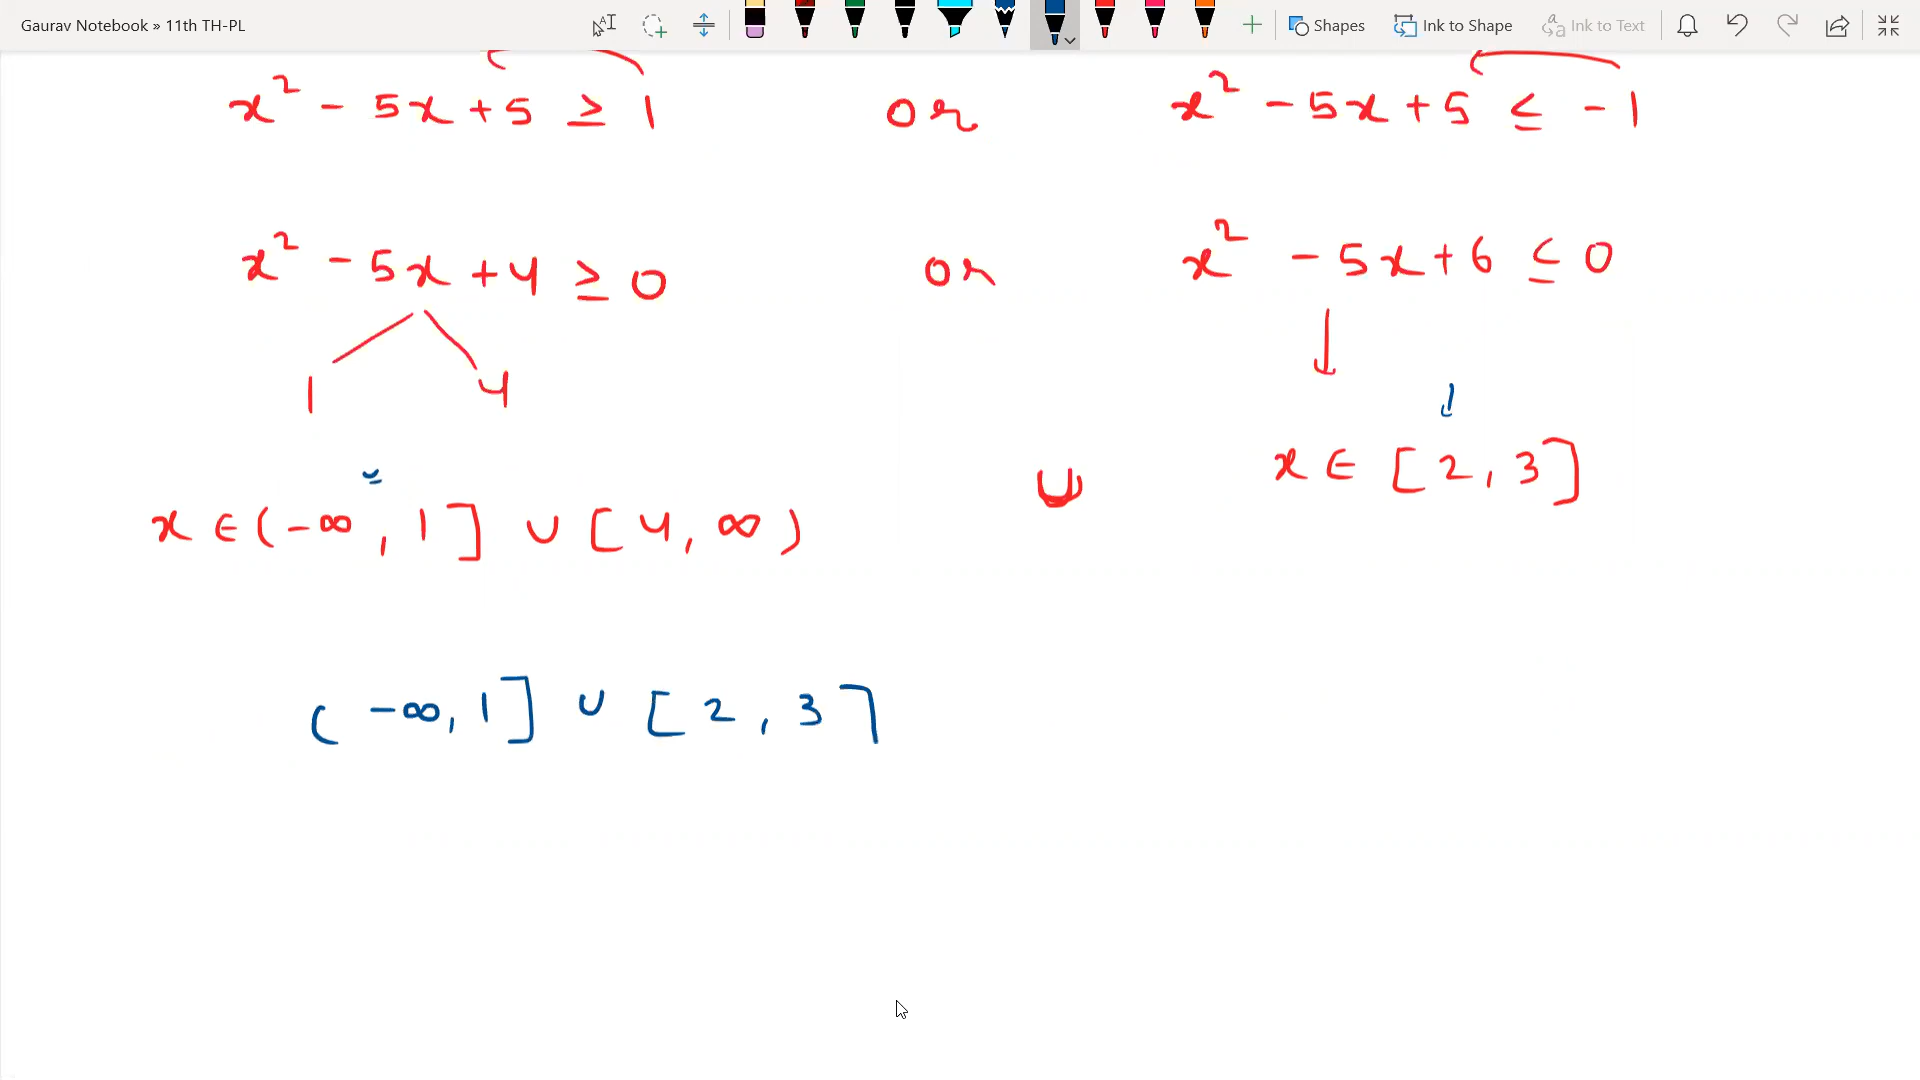 Gaurav Notebook » 11th TH-PL
Shapes Ink to Shape Ink to Text
x² - 5x + 5 ≥ 1 or x² - 5x + 5 ≤ - 1
x² - 5x + 4 ≥ 0 or x² - 5x + 6 ≤ 0
1 4
x ∈ (-∞, 1] ∪ [4, ∞) ∪ x ∈ [2, 3]
(-∞, 1] ∪ [2, 3]